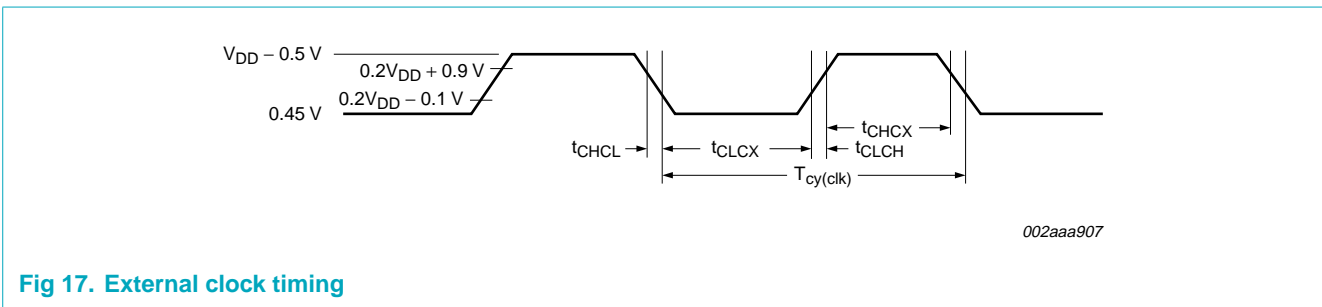 V_DD − 0.5 V
0.2V_DD + 0.9 V
0.2V_DD − 0.1 V
0.45 V
t_CHCX
t_CHCL
t_CLCX
t_CLCH
T_cy(clk)
002aaa907
Fig 17. External clock timing